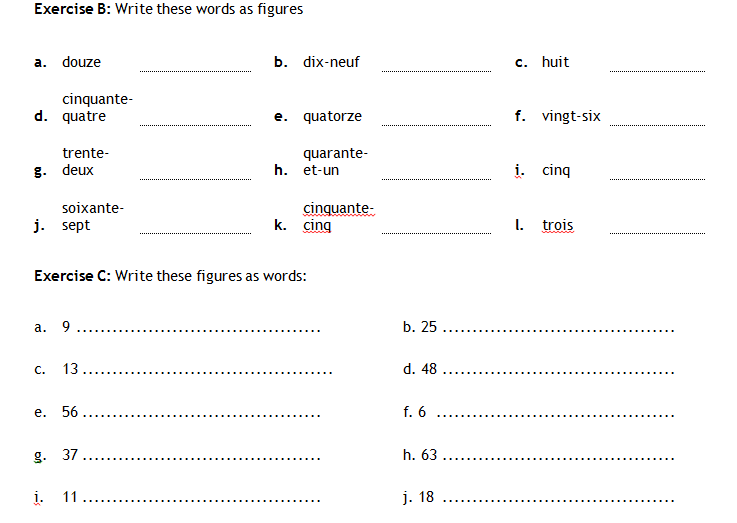 Exercise B: Write these words as figures
a. douze ........................ b. dix-neuf ........................ c. huit ........................
cinquante-
d. quatre ........................ e. quatorze ........................ f. vingt-six ........................
trente- quarante-
g. deux ........................ h. et-un ........................ i. cinq ........................
soixante- cinquante-
j. sept ........................ k. cinq ........................ l. trois ........................
Exercise C: Write these figures as words:
a. 9 ......................................... b. 25 .......................................
c. 13 .......................................... d. 48 .......................................
e. 56 ........................................ f. 6 ........................................
g. 37 ........................................ h. 63 .......................................
i. 11 ........................................ j. 18 .......................................